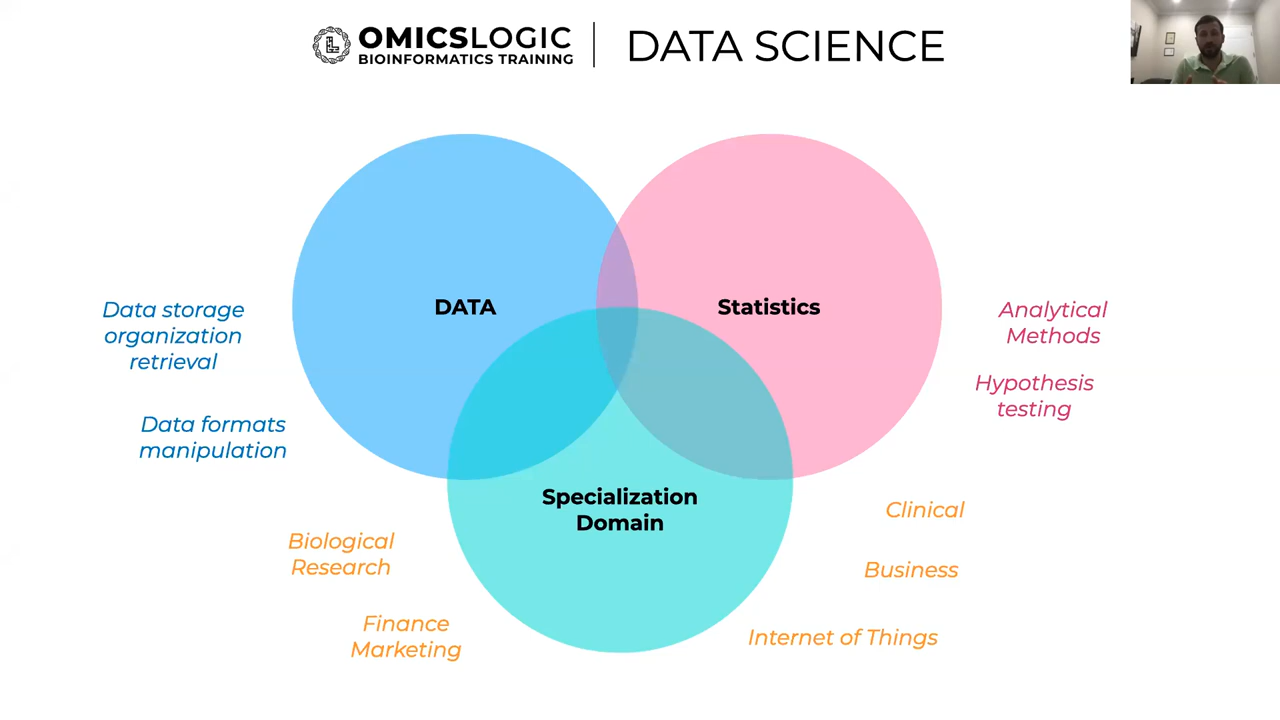 OMICSLOGIC
BIOINFORMATICS TRAINING
DATA SCIENCE
DATA
Statistics
Data storage
organization
retrieval
Analytical
Methods
Hypothesis
testing
Data formats
manipulation
Specialization
Domain
Clinical
Biological
Research
Business
Finance
Marketing
Internet of Things